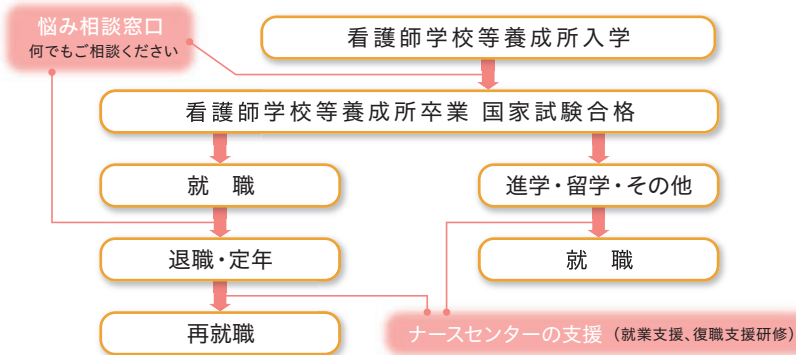 悩み相談窓口
何でもご相談ください
看護師学校等養成所入学
看護師学校等養成所卒業 国家試験合格
就　職
進学・留学・その他
退職・定年
就　職
再就職
ナースセンターの支援（就業支援、復職支援研修）